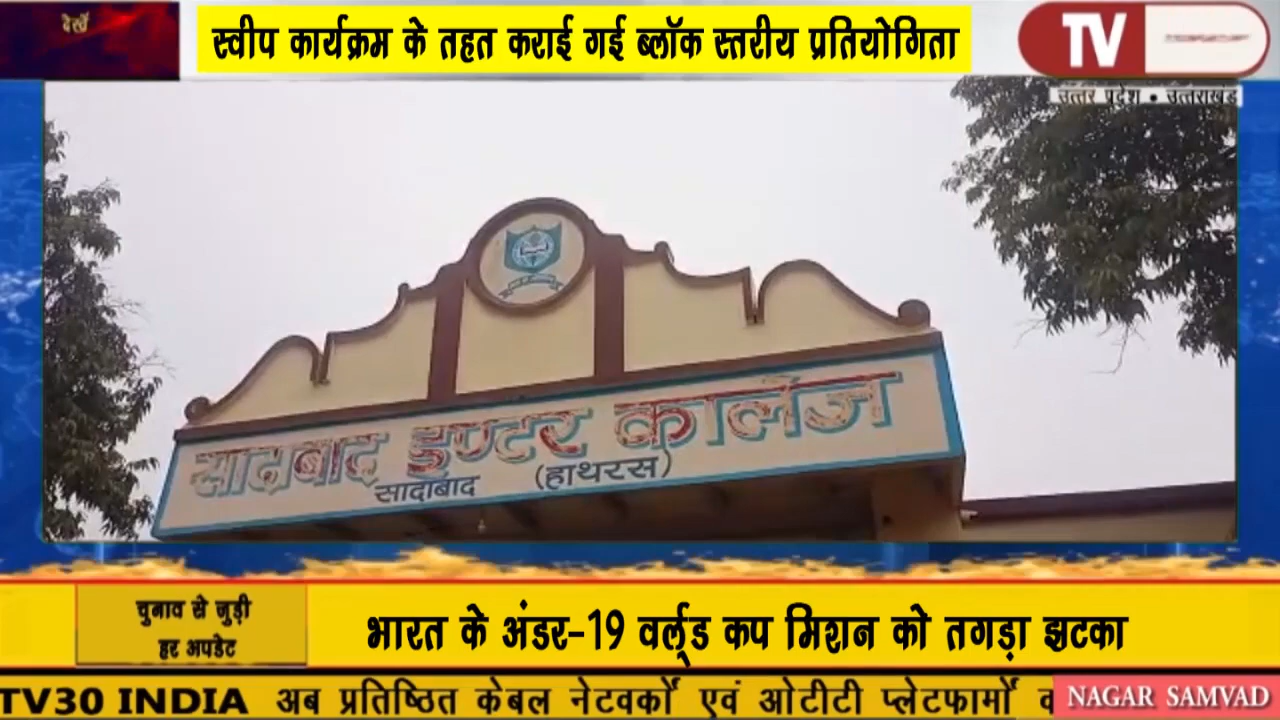 देखें
स्वीप कार्यक्रम के तहत कराई गई ब्लॉक स्तरीय प्रतियोगिता
TV
उत्तर प्रदेश • उत्तराखंड
सादाबाद इण्टर कालेज
सादाबाद (हाथरस)
चुनाव से जुड़ी
हर अपडेट
भारत के अंडर-19 वर्ल्ड कप मिशन को तगड़ा झटका
TV30 INDIA अब प्रतिष्ठित केबल नेटवर्कों एवं ओटीटी प्लेटफार्मों
NAGAR SAMVAD